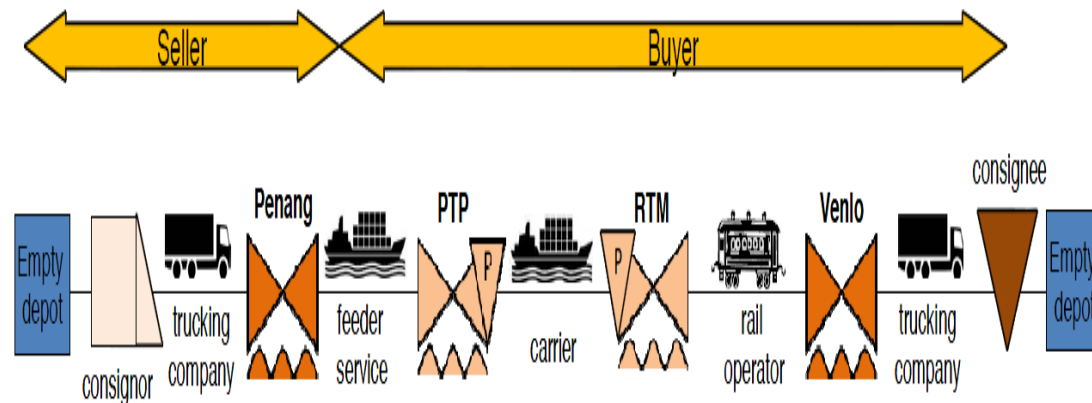 Seller
Buyer
consignee
Penang
PTP
RTM
Venlo
Empty
depot
P
P
Empty
depot
trucking
company
feeder
service
carrier
rail
operator
trucking
company
consignor